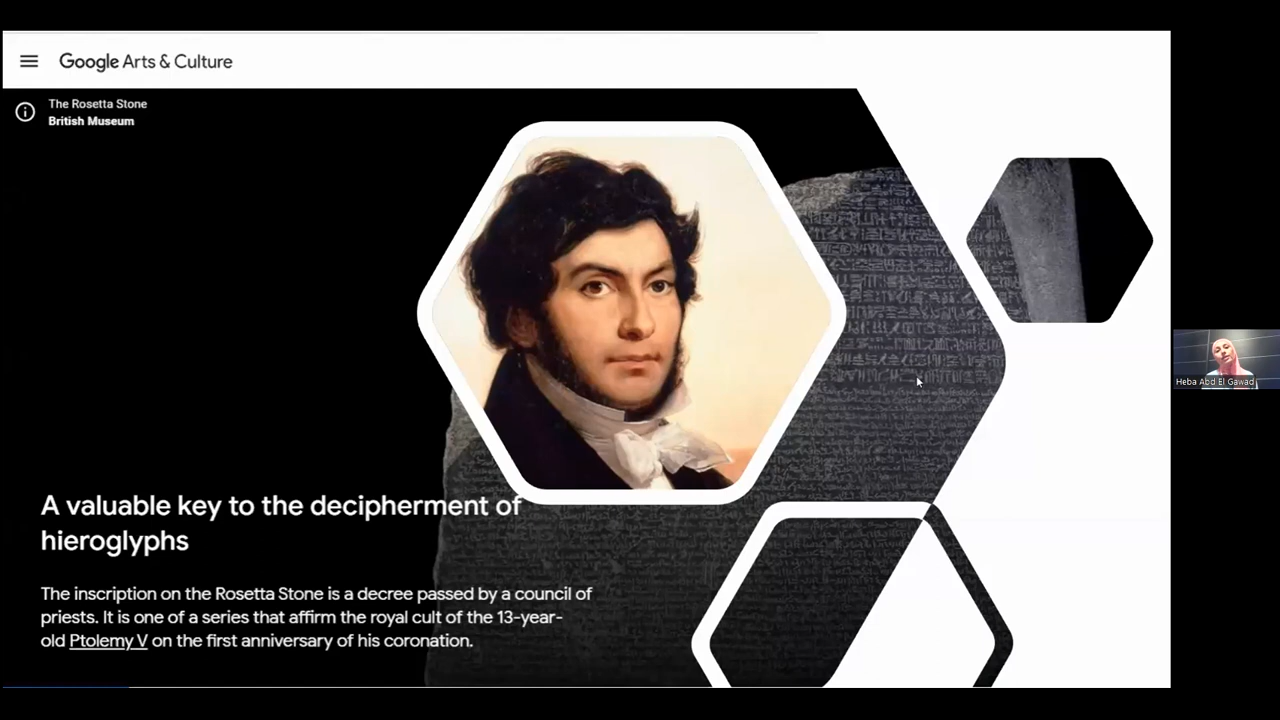 Google Arts & Culture
The Rosetta Stone
British Museum
A valuable key to the decipherment of
hieroglyphs
The inscription on the Rosetta Stone is a decree passed by a council of
priests. It is one of a series that affirm the royal cult of the 13-year-
old Ptolemy V on the first anniversary of his coronation.
Heba Abd El Gawad